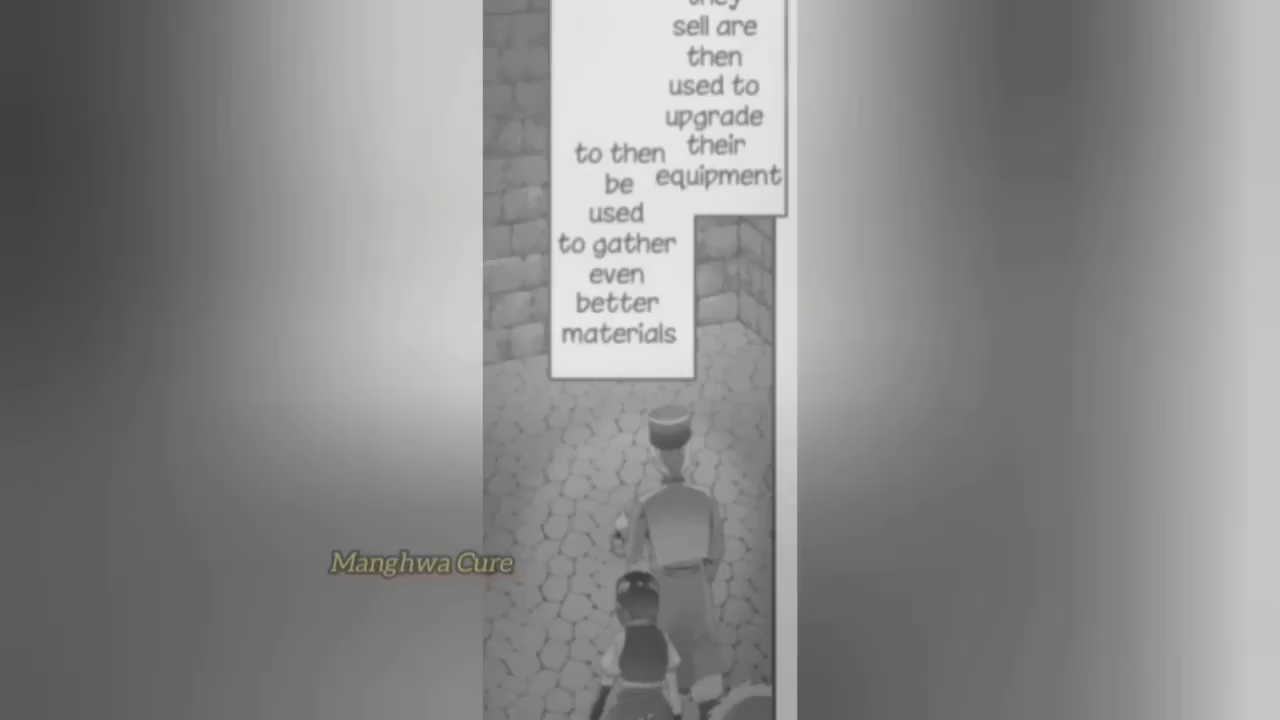 they
sell are
then
used to
upgrade
their
equipment
to then
be
used
to gather
even
better
materials
Manghwa Cure